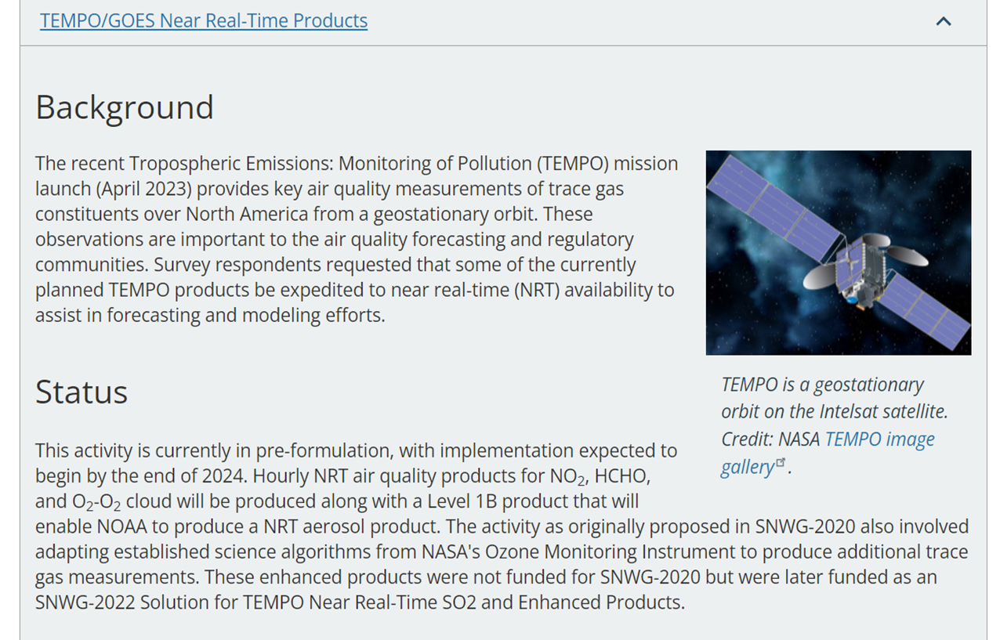 TEMPO/GOES Near Real-Time Products
Background
The recent Tropospheric Emissions: Monitoring of Pollution (TEMPO) mission
launch (April 2023) provides key air quality measurements of trace gas
constituents over North America from a geostationary orbit. These
observations are important to the air quality forecasting and regulatory
communities. Survey respondents requested that some of the currently
planned TEMPO products be expedited to near real-time (NRT) availability to
assist in forecasting and modeling efforts.
TEMPO is a geostationary
orbit on the Intelsat satellite.
Credit: NASA TEMPO image
gallery.
Status
This activity is currently in pre-formulation, with implementation expected to
begin by the end of 2024. Hourly NRT air quality products for NO₂, HCHO,
and O₂-O₂ cloud will be produced along with a Level 1B product that will
enable NOAA to produce a NRT aerosol product. The activity as originally proposed in SNWG-2020 also involved
adapting established science algorithms from NASA's Ozone Monitoring Instrument to produce additional trace
gas measurements. These enhanced products were not funded for SNWG-2020 but were later funded as an
SNWG-2022 Solution for TEMPO Near Real-Time SO2 and Enhanced Products.